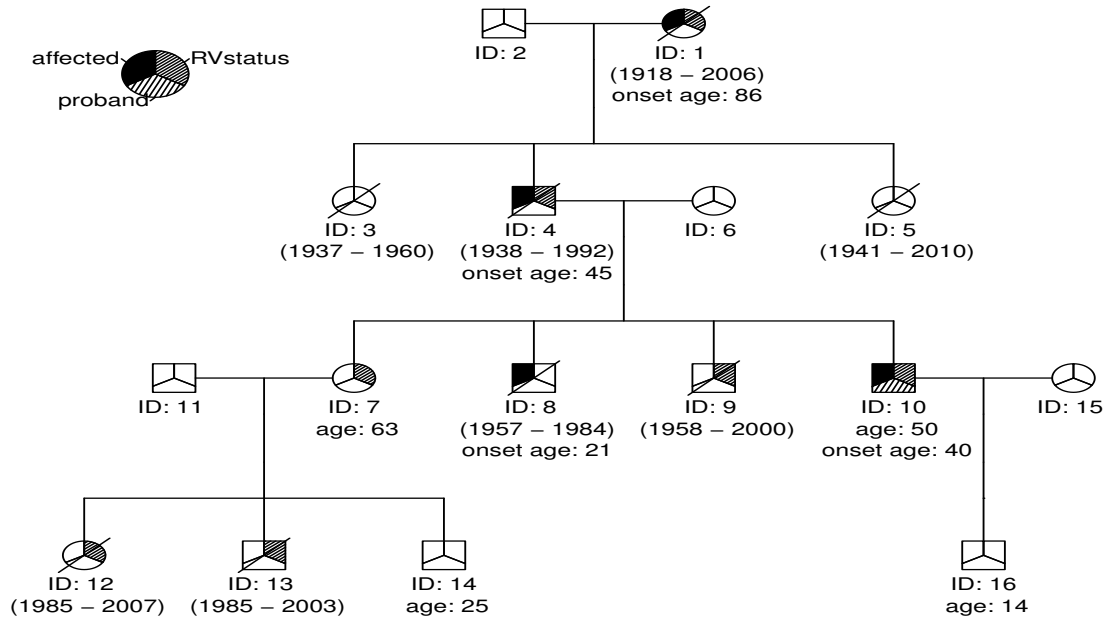 affected
RVstatus
proband
ID: 2
ID: 1
(1918 – 2006)
onset age: 86
ID: 3
(1937 – 1960)
ID: 4
(1938 – 1992)
onset age: 45
ID: 6
ID: 5
(1941 – 2010)
ID: 11
ID: 7
age: 63
ID: 8
(1957 – 1984)
onset age: 21
ID: 9
(1958 – 2000)
ID: 10
age: 50
onset age: 40
ID: 15
ID: 12
(1985 – 2007)
ID: 13
(1985 – 2003)
ID: 14
age: 25
ID: 16
age: 14